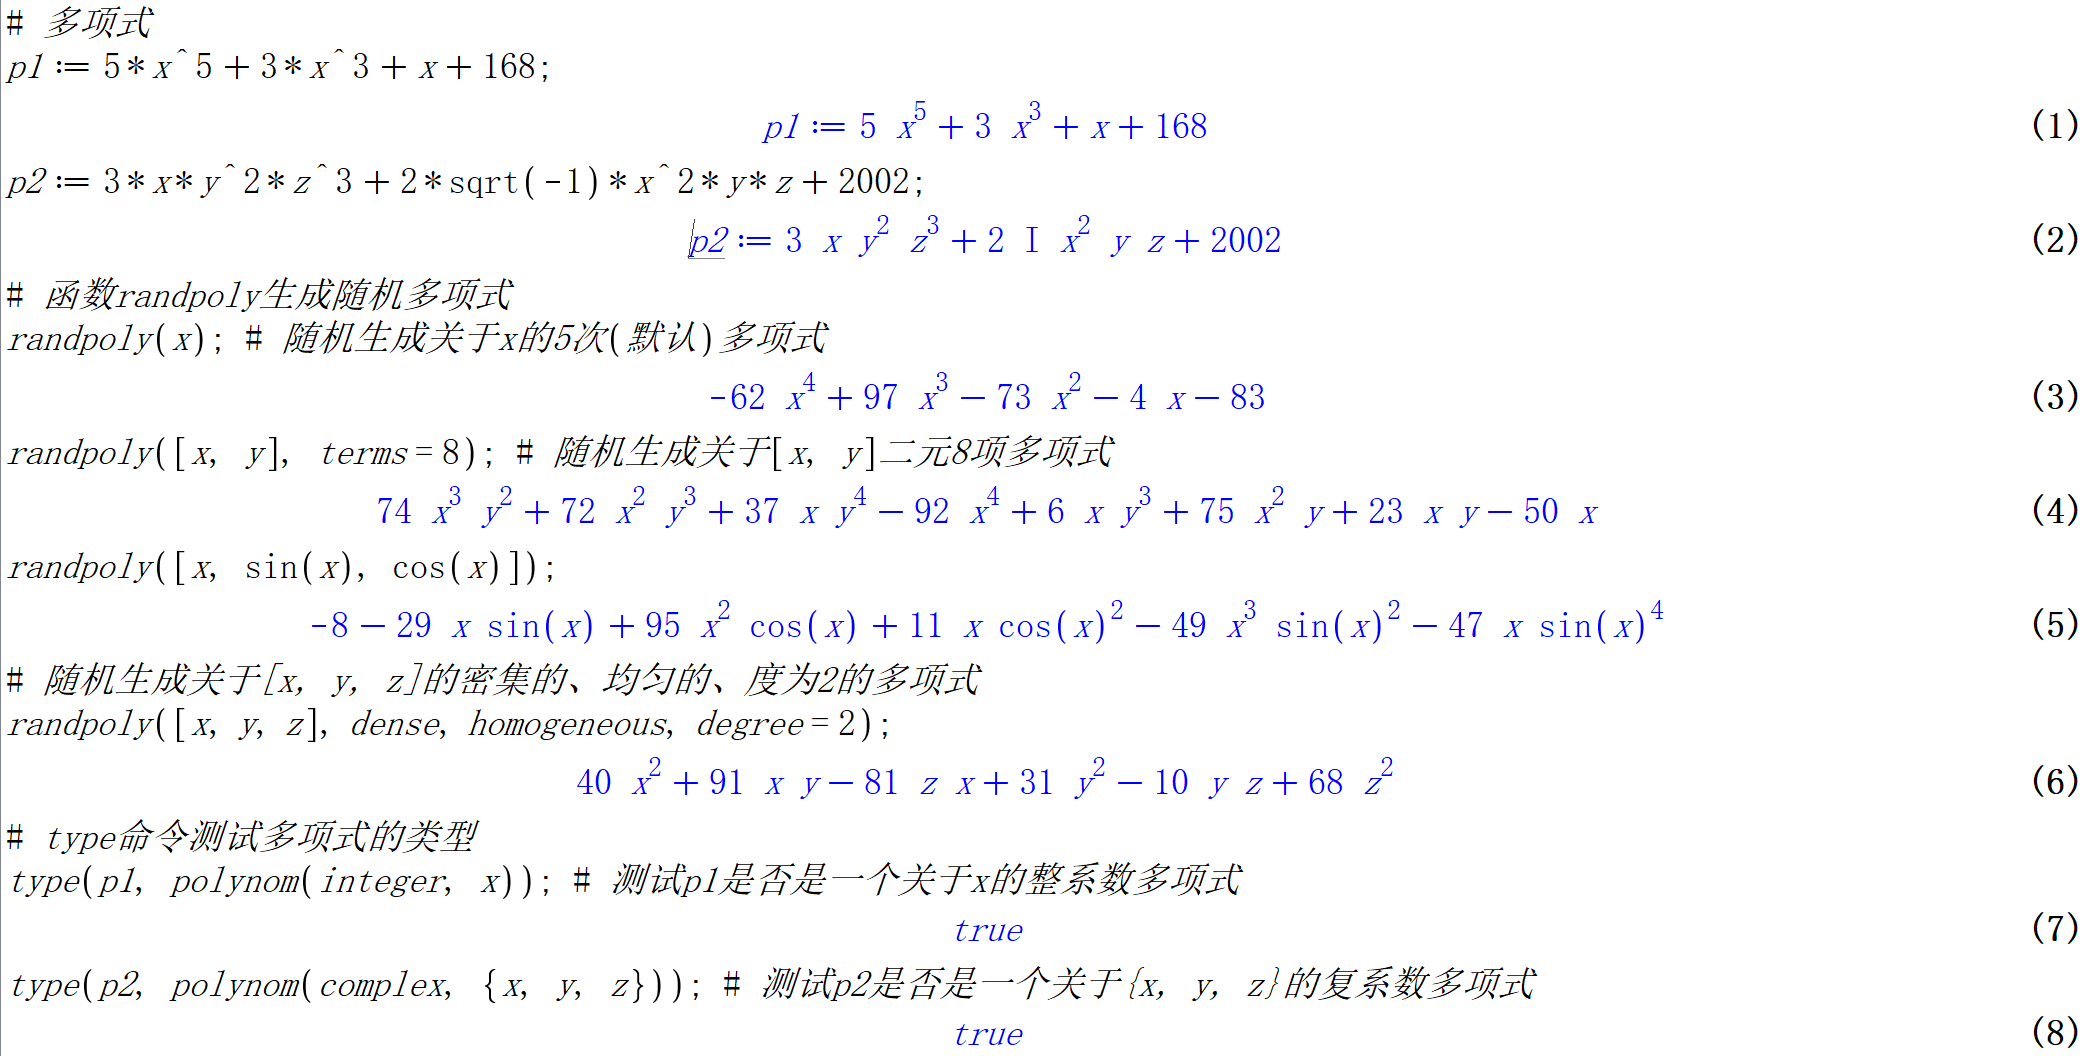 # 多项式
p1 := 5*x^5+3*x^3+x+168;
p1 := 5 x^5 + 3 x^3 + x + 168 (1)
p2 := 3*x*y^2*z^3+2*sqrt(-1)*x^2*y*z+2002;
p2 := 3 x y^2 z^3 + 2 I x^2 y z + 2002 (2)
# 函数randpoly生成随机多项式
randpoly(x); # 随机生成关于x的5次(默认)多项式
-62 x^4 + 97 x^3 − 73 x^2 − 4 x − 83 (3)
randpoly([x, y], terms=8); # 随机生成关于[x, y]二元8项多项式
74 x^3 y^2 + 72 x^2 y^3 + 37 x y^4 − 92 x^4 + 6 x y^3 + 75 x^2 y + 23 x y − 50 x (4)
randpoly([x, sin(x), cos(x)]);
-8 − 29 x sin(x) + 95 x^2 cos(x) + 11 x cos(x)^2 − 49 x^3 sin(x)^2 − 47 x sin(x)^4 (5)
# 随机生成关于[x, y, z]的密集的、均匀的、度为2的多项式
randpoly([x, y, z], dense, homogeneous, degree=2);
40 x^2 + 91 x y − 81 z x + 31 y^2 − 10 y z + 68 z^2 (6)
# type命令测试多项式的类型
type(p1, polynom(integer, x)); # 测试p1是否是一个关于x的整系数多项式
true (7)
type(p2, polynom(complex, {x, y, z})); # 测试p2是否是一个关于{x, y, z}的复系数多项式
true (8)